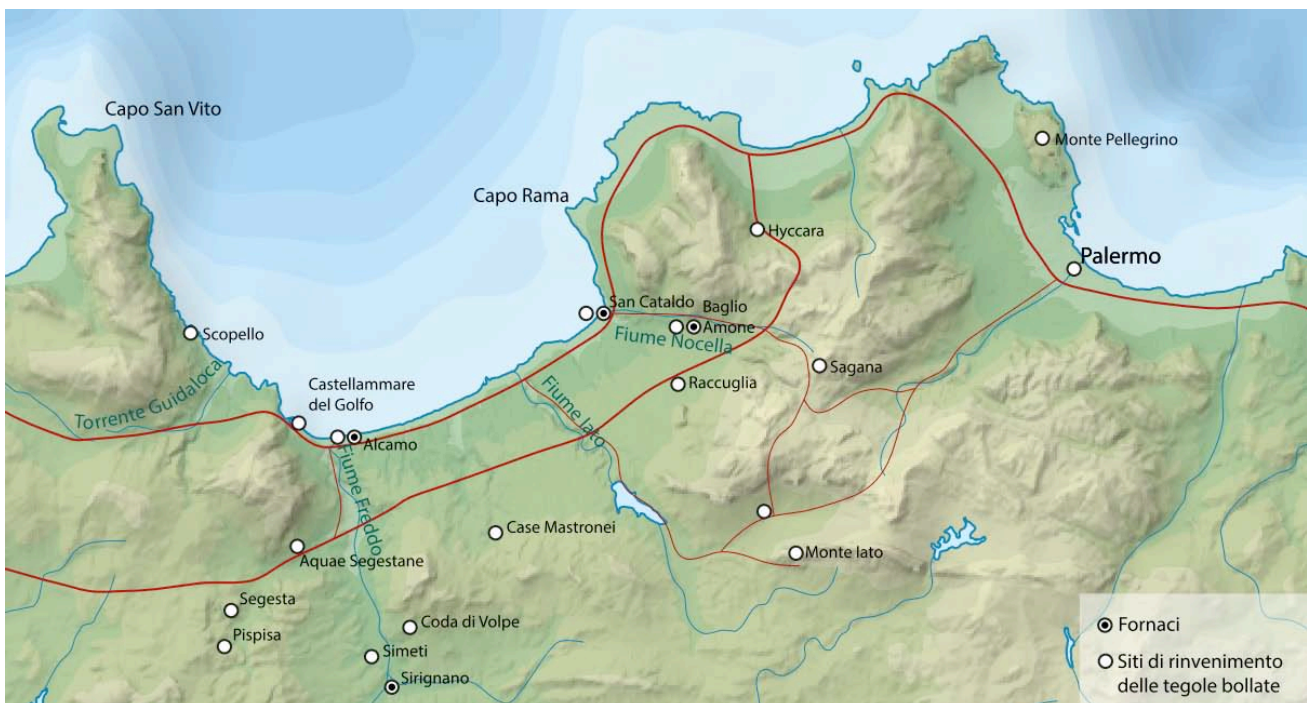 Capo San Vito
Monte Pellegrino
Capo Rama
Hyccara
Palermo
San Cataldo
Baglio
Amone
Fiume Nocella
Scopello
Sagana
Torrente Guidaloca
Castellammare
del Golfo
Fiume Iato
Raccuglia
Alcamo
Fiume Freddo
Case Mastronei
Aquae Segestane
Monte Iato
Segesta
Coda di Volpe
Pispisa
Simeti
Sirignano
Fornaci
Siti di rinvenimento
delle tegole bollate